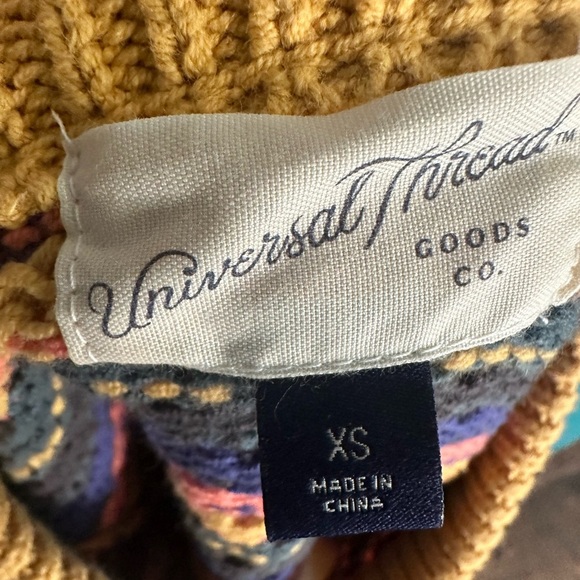 Universal Thread™
GOODS
CO.
XS
MADE IN
CHINA